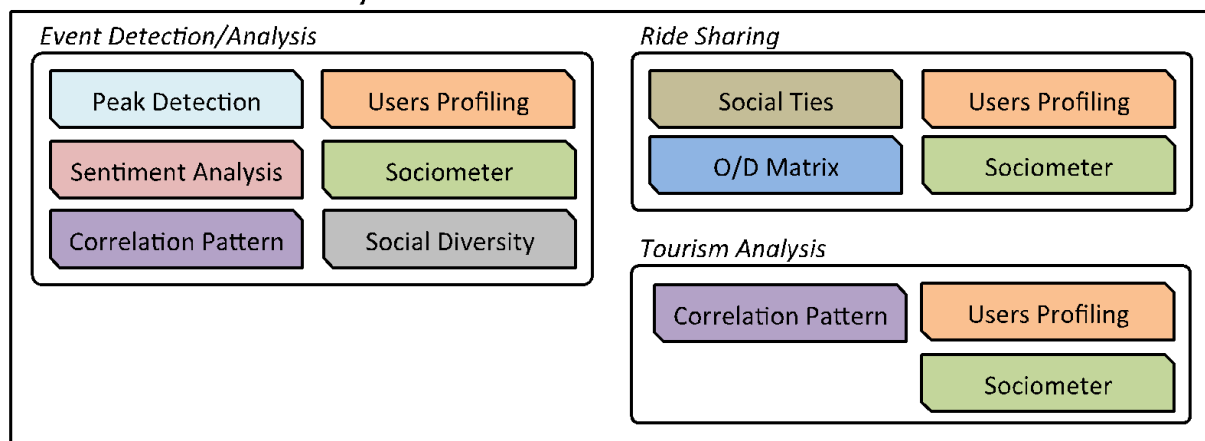 Event Detection/Analysis
Peak Detection
Users Profiling
Sentiment Analysis
Sociometer
Correlation Pattern
Social Diversity
Ride Sharing
Social Ties
Users Profiling
O/D Matrix
Sociometer
Tourism Analysis
Correlation Pattern
Users Profiling
Sociometer